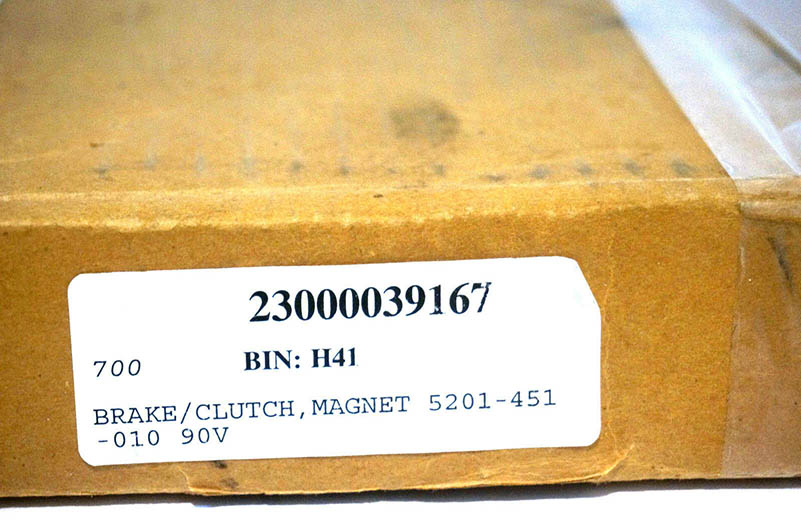 23000039167
700 BIN: H41
BRAKE/CLUTCH,MAGNET 5201-451
-010 90V